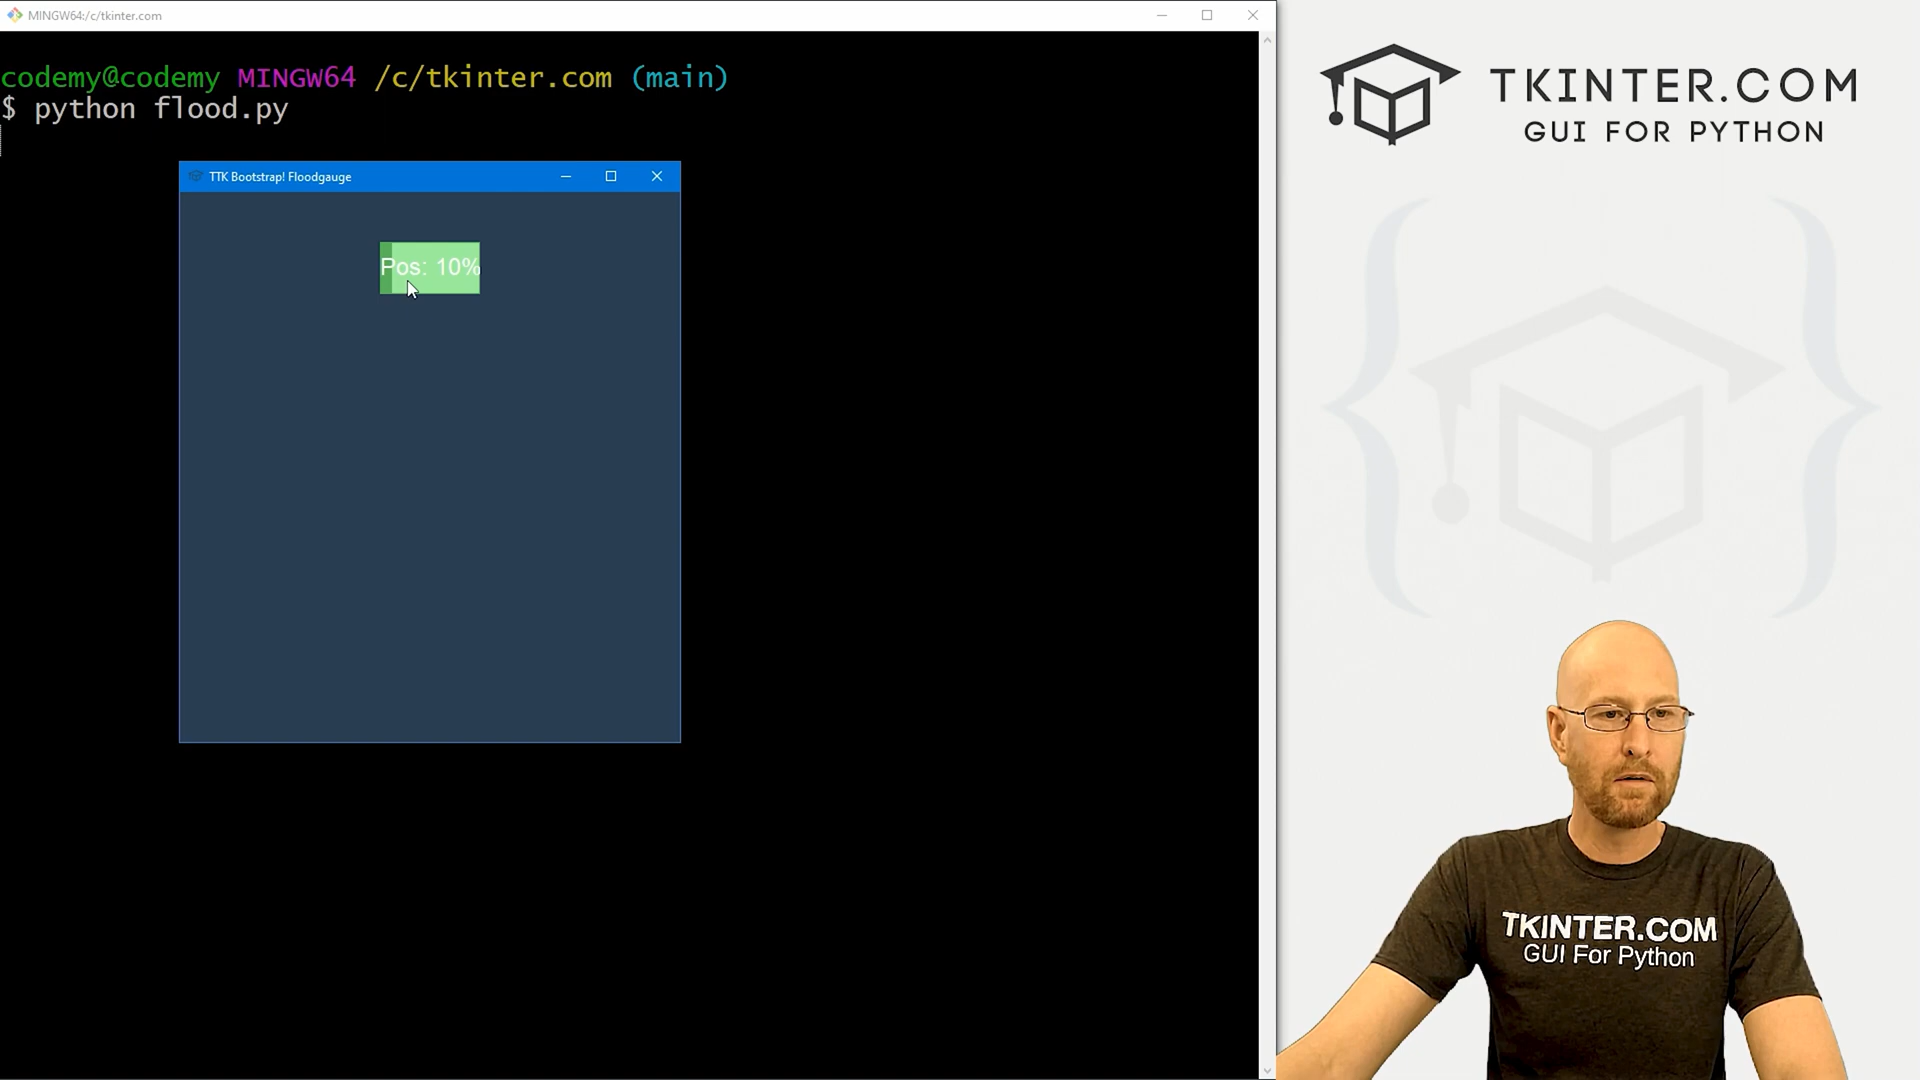 MINGW64:/c/tkinter.com
codemy@codemy MINGW64 /c/tkinter.com (main)
$ python flood.py
TTK Bootstrap! Floodgauge
Pos: 10%
TKINTER.COM
GUI FOR PYTHON
TKINTER.COM
GUI For Python